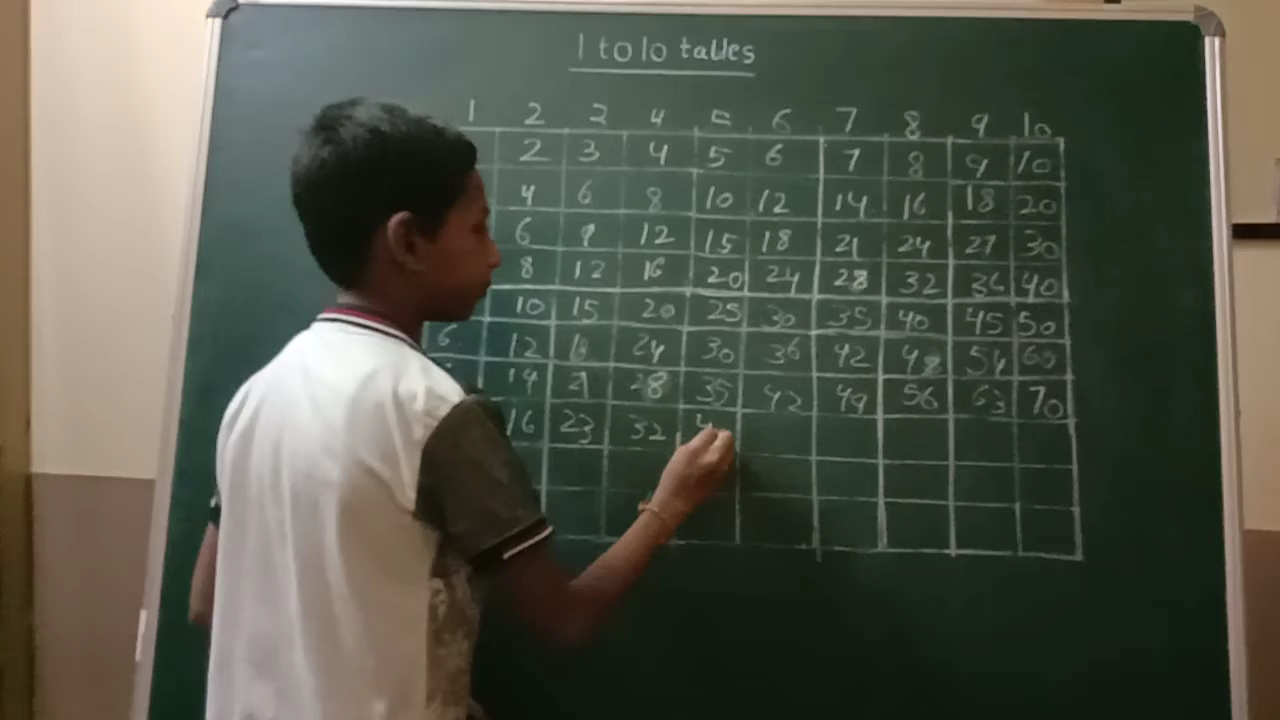 1 to 10 tables
1 2 3 4 5 6 7 8 9 10
2 3 4 5 6 7 8 9 10
4 6 8 10 12 14 16 18 20
6 9 12 15 18 21 24 27 30
8 12 16 20 24 28 32 36 40
10 15 20 25 30 35 40 45 50
6 12 18 24 30 36 42 48 54 60
14 21 28 35 42 49 56 63 70
16 23 32 4